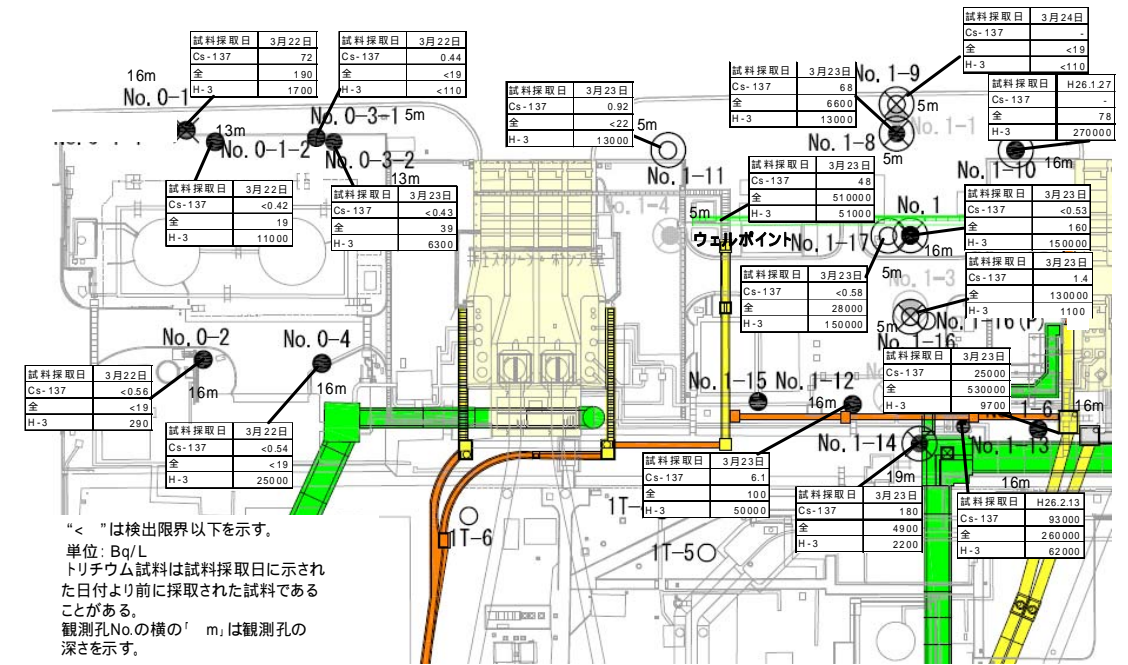 試料採取日 3月22日
Cs-137 72
全 190
H-3 1700
試料採取日 3月22日
Cs-137 0.44
全 <19
H-3 <110
試料採取日 3月24日
Cs-137 -
全 <19
H-3 <110
試料採取日 3月23日
Cs-137 0.92
全 <22
H-3 13000
試料採取日 3月23日
Cs-137 68
全 6600
H-3 13000
試料採取日 H26.1.27
Cs-137 -
全 78
H-3 270000
16m
No. 0-1
No. 0-3-1 5m
13m
No. 0-1-2
No. 0-3-2
13m
5m
No. 1-11
No. 1-9
5m
No. 1-1
No. 1-8
5m
No. 1-10
16m
試料採取日 3月22日
Cs-137 <0.42
全 19
H-3 11000
試料採取日 3月23日
Cs-137 <0.43
全 39
H-3 6300
試料採取日 3月23日
Cs-137 48
全 510000
H-3 51000
試料採取日 3月23日
Cs-137 <0.53
全 160
H-3 150000
1-4
5m
ウェルポイント
No. 1
No. 1-17
16m
5m
試料採取日 3月23日
Cs-137 <0.58
全 28000
H-3 150000
試料採取日 3月23日
Cs-137 1.4
全 130000
H-3 1100
No. 1-3
5m
No. 1-16(P)
No. 1-16
No. 0-2
16m
No. 0-4
16m
試料採取日 3月22日
Cs-137 <0.56
全 <19
H-3 290
試料採取日 3月22日
Cs-137 <0.54
全 <19
H-3 25000
試料採取日 3月23日
Cs-137 25000
全 530000
H-3 9700
No. 1-15
No. 1-12
16m
1-6
16m
No. 1-14
19m
No. 1-13
16m
試料採取日 3月23日
Cs-137 6.1
全 100
H-3 50000
試料採取日 3月23日
Cs-137 180
全 4900
H-3 2200
試料採取日 H26.2.13
Cs-137 93000
全 260000
H-3 62000
1T-6
1T-
1T-5
“< ”は検出限界以下を示す。
単位: Bq/L
トリチウム試料は試料採取日に示され
た日付より前に採取された試料である
ことがある。
観測孔No.の横の「 m」は観測孔の
深さを示す。